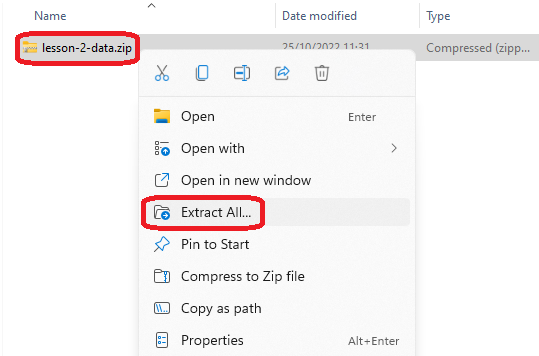 Name Date modified Type
lesson-2-data.zip 25/10/2022 11:31 Compressed (zipp...
Open Enter
Open with
Open in new window
Extract All...
Pin to Start
Compress to Zip file
Copy as path
Properties Alt+Enter